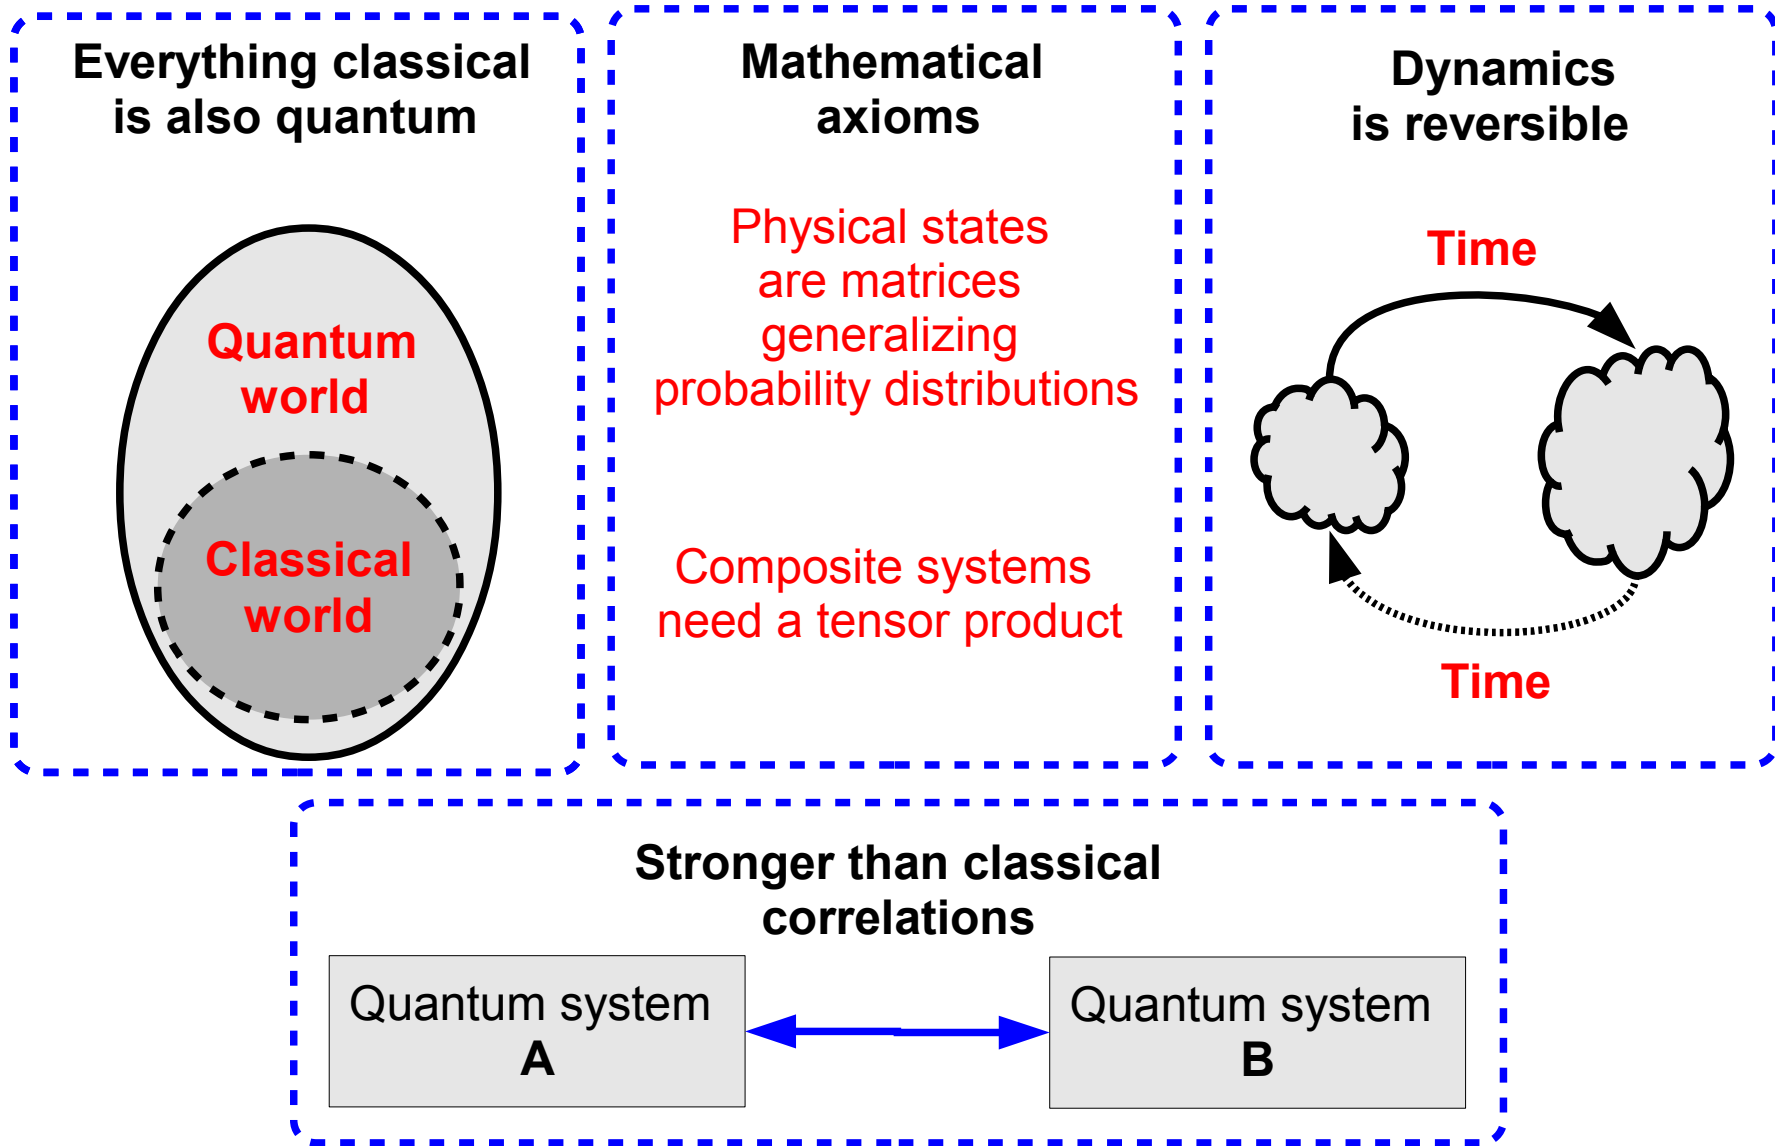 Everything classical
is also quantum
Quantum
world
Classical
world
Mathematical
axioms
Physical states
are matrices
generalizing
probability distributions
Composite systems
need a tensor product
Dynamics
is reversible
Time
Time
Stronger than classical
correlations
Quantum system
A
Quantum system
B